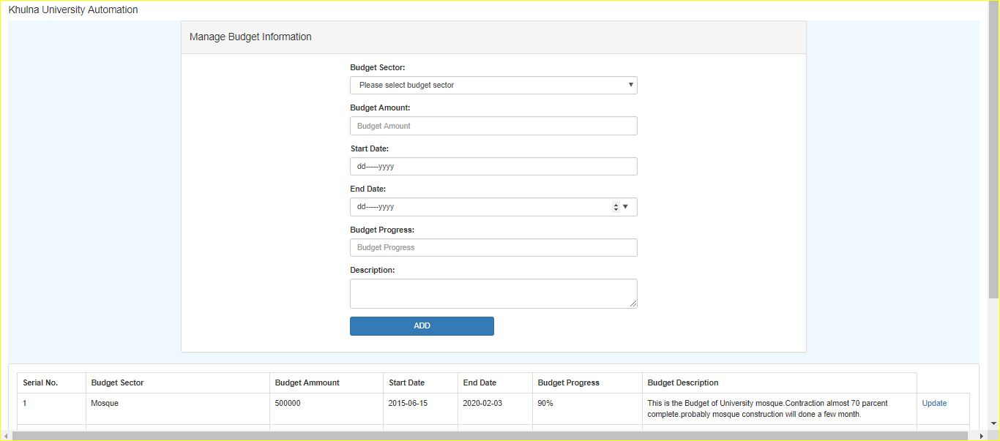 Khulna University Automation
Manage Budget Information
Budget Sector:
Please select budget sector
Budget Amount:
Budget Amount
Start Date:
dd-----yyyy
End Date:
dd-----yyyy
Budget Progress:
Budget Progress
Description:
ADD
Serial No. Budget Sector Budget Ammount Start Date End Date Budget Progress Budget Description
1 Mosque 500000 2015-06-15 2020-02-03 90% This is the Budget of University mosque.Contraction almost 70 parcent Update
complete.probably mosque construction will done a few month.